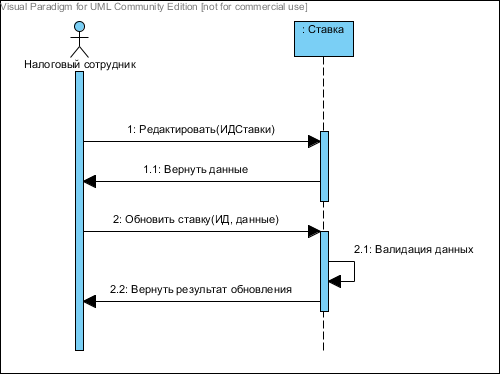 Visual Paradigm for UML Community Edition [not for commercial use]
: Ставка
Налоговый сотрудник
1: Редактировать(ИДСтавки)
1.1: Вернуть данные
2: Обновить ставку(ИД, данные)
2.1: Валидация данных
2.2: Вернуть результат обновления